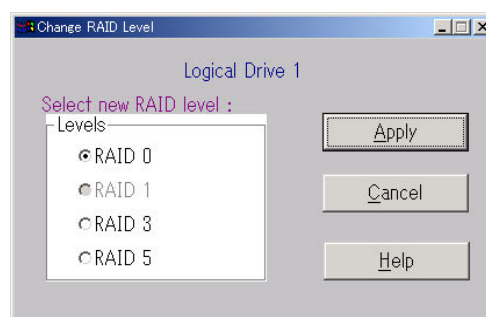 Change RAID Level
Logical Drive 1
Select new RAID level :
Levels
RAID 0
RAID 1
RAID 3
RAID 5
Apply
Cancel
Help